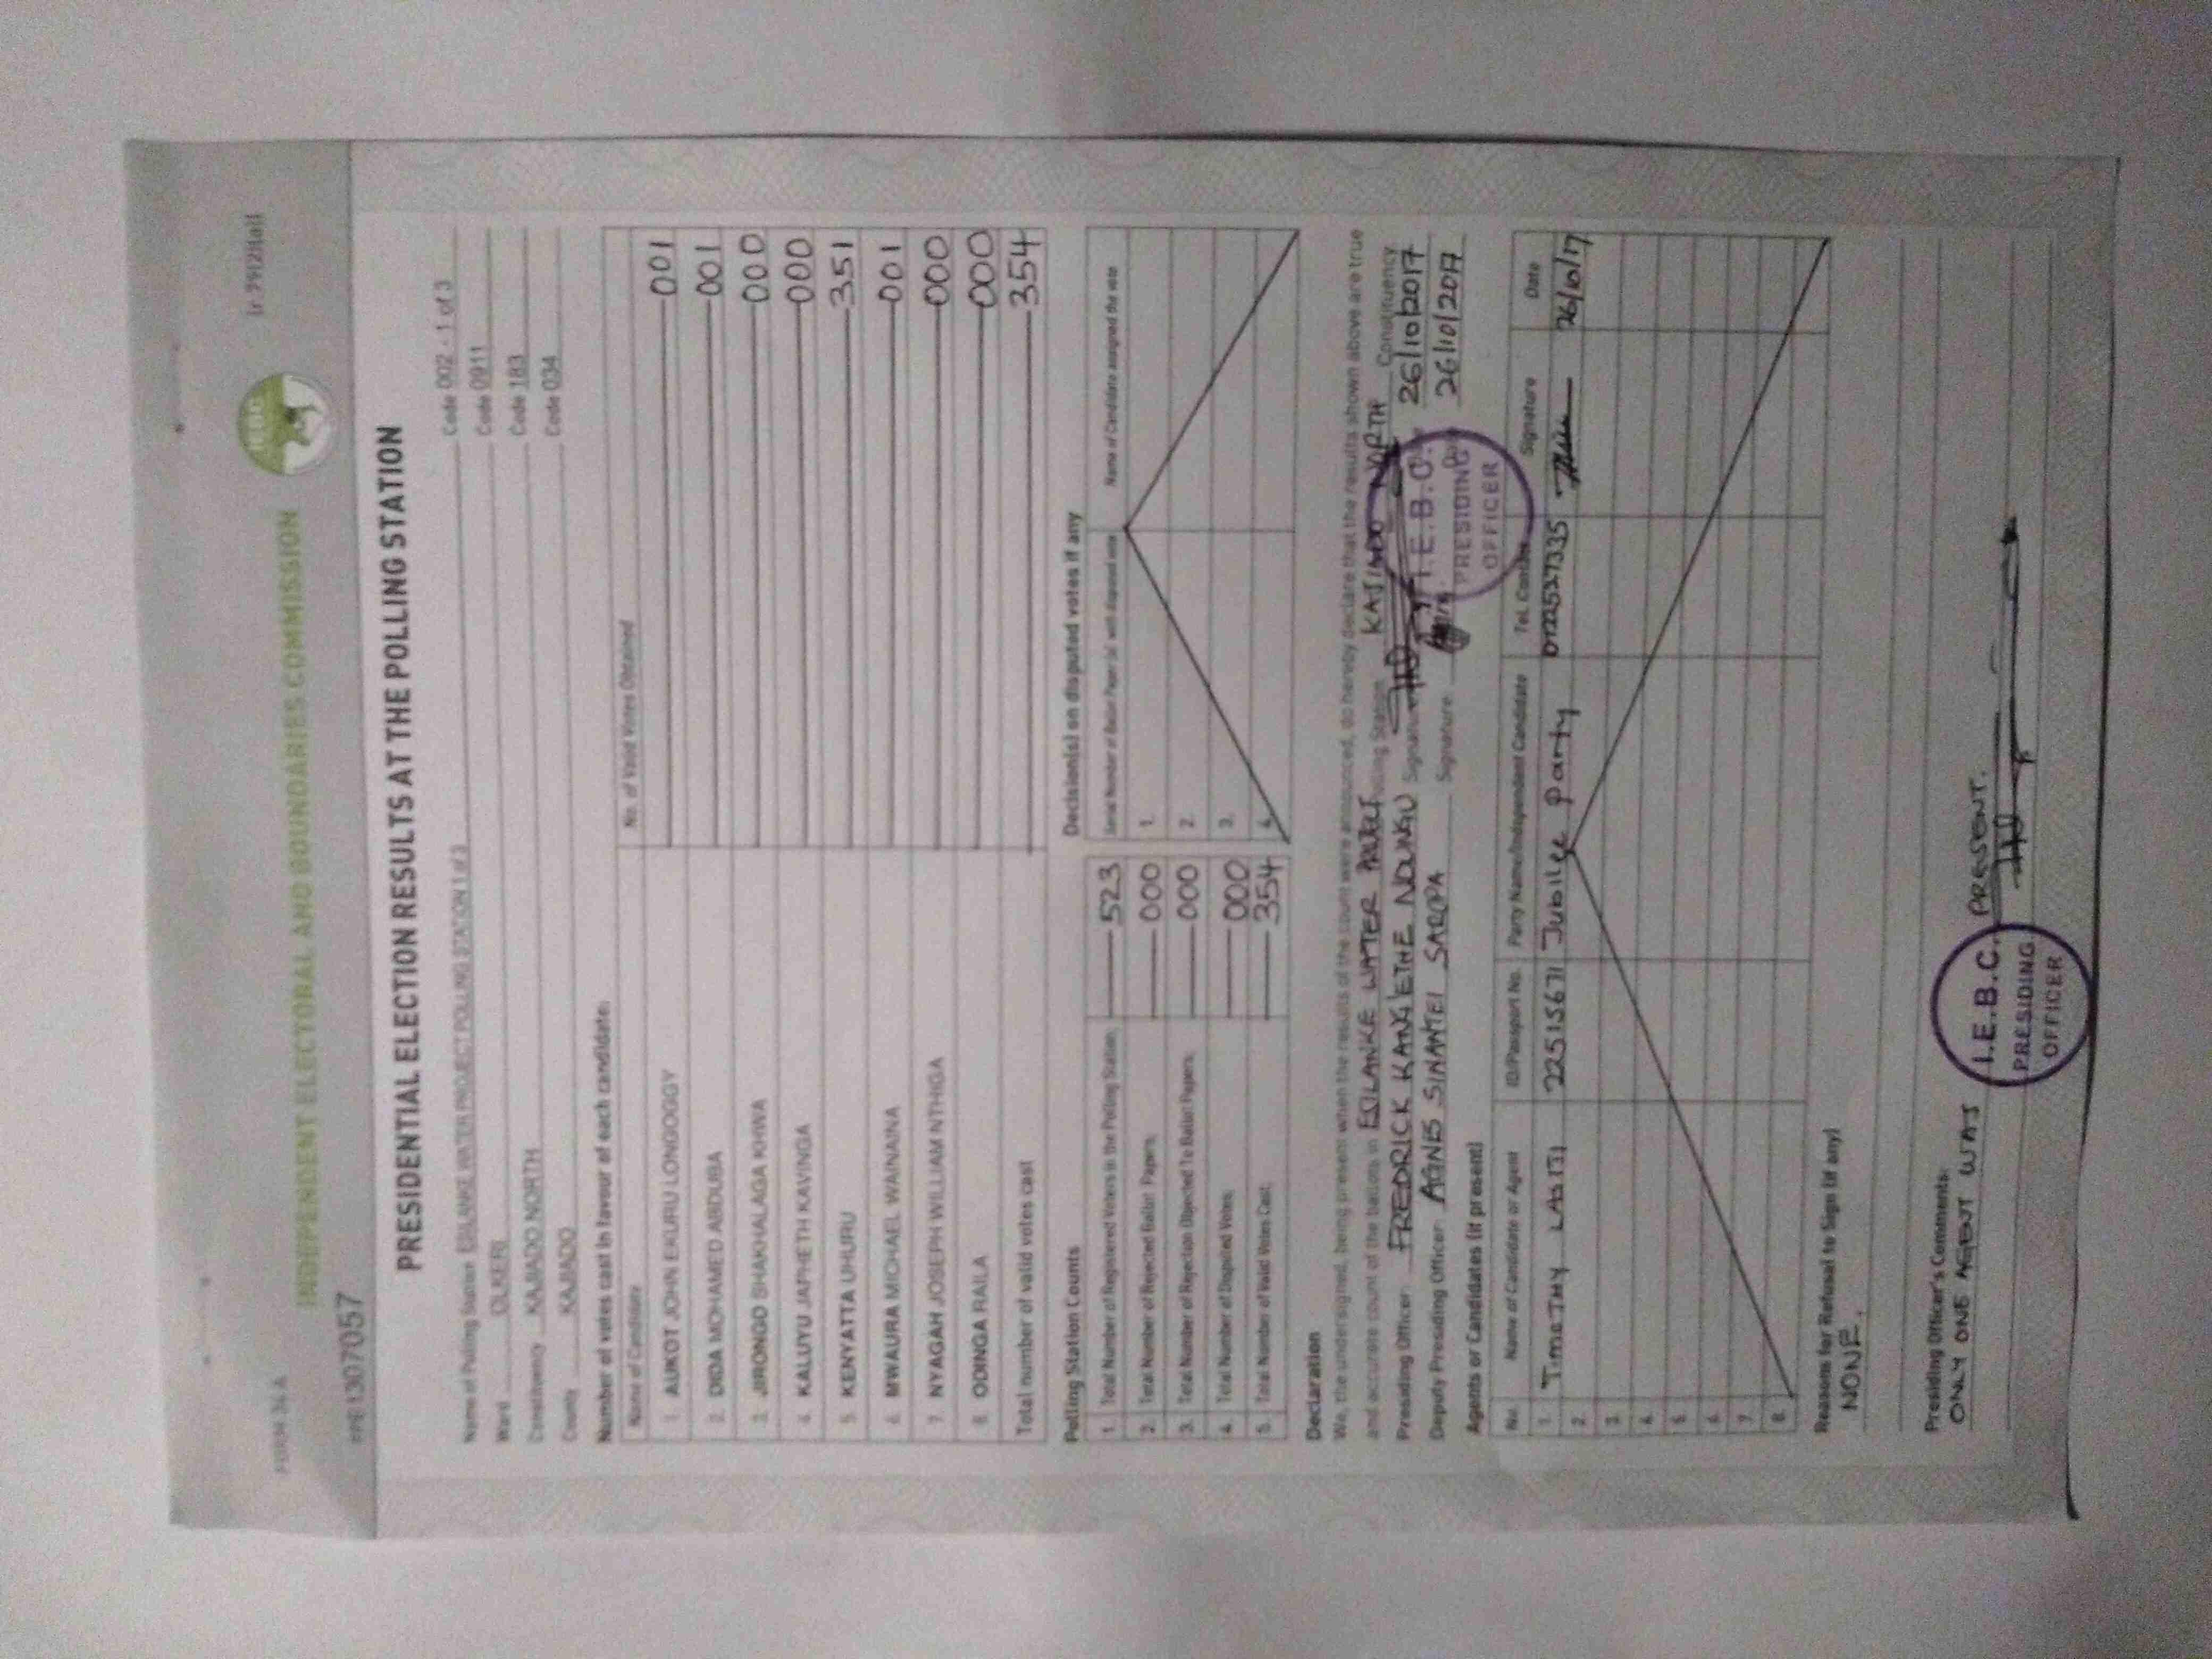 FORM 34 A
INDEPENDENT ELECTORAL AND BOUNDARIES COMMISSION
IEBC
PRE1307057
PRESIDENTIAL ELECTION RESULTS AT THE POLLING STATION
Name of Polling Station ESILANKE WATER PROJECT POLLING STATION 1 of 3 Code 002 - 1 of 3
Ward OLKERI Code 0911
Constituency KAJIADO NORTH Code 183
County KAJIADO Code 034
Number of votes cast in favour of each candidate:
Name of Candidate No. of Valid Votes Obtained
1. AUKOT JOHN EKURU LONGOGGY 001
2. DIDA MOHAMED ABDUBA 001
3. JIRONGO SHAKHALAGA KHWA 000
4. KALUYU JAPHETH KAVINGA 000
5. KENYATTA UHURU 351
6. MWAURA MICHAEL WAINAINA 001
7. NYAGAH JOSEPH WILLIAM NTHIGA 000
8. ODINGA RAILA 000
Total number of valid votes cast 354
Polling Station Counts
1. Total Number of Registered Voters in the Polling Station 523
2. Total Number of Rejected Ballot Papers 000
3. Total Number of Rejection Objected To Ballot Papers 000
4. Total Number of Disputed Votes 000
5. Total Number of Valid Votes Cast 354
Decision(s) on disputed votes if any
Serial Number of Ballot Paper (s) with disputed vote Name of Candidate assigned the vote
1.
2.
3.
4.
Declaration
We, the undersigned, being present when the results of the count were announced, do hereby declare that the results shown above are true
and accurate count of the ballots in ESILANKE WATER PROJECT Polling Station KAJIADO NORTH Constituency
Presiding Officer: FREDRICK KANG'ETHE NDUNGU Signature 26/10/2017
Deputy Presiding Officer: AGNES SINANTEI SAROPA Signature 26/10/2017
I.E.B.C. PRESIDING OFFICER
Agents or Candidates (if present)
No. Name of Candidate or Agent ID/Passport No. Party Name/Independent Candidate Tel. Contact Signature Date
1. Timothy 22515671 Jubilee Party 0722537335 26/10/17
2.
3.
4.
5.
6.
7.
8.
Reasons for Refusal to Sign (if any)
NONE.
Presiding Officer's Comments:
ONLY ONE AGENT WAS PRESENT.
I.E.B.C.
PRESIDING
OFFICER